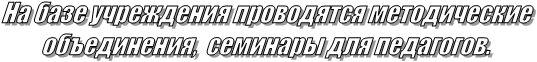 На базе учреждения проводятся методические
объединения, семинары для педагогов.